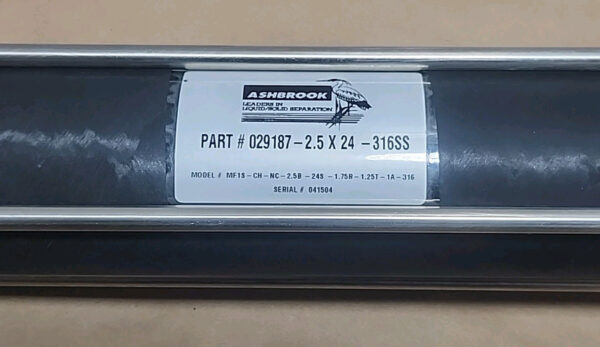 ASHBROOK
LEADERS IN
LIQUID/SOLID SEPARATION
PART # 029187-2.5 X 24 -316SS
MODEL # MF1S-CH-NC-2.5B-24S-1.75R-1.25T-1A-316
SERIAL # 041504